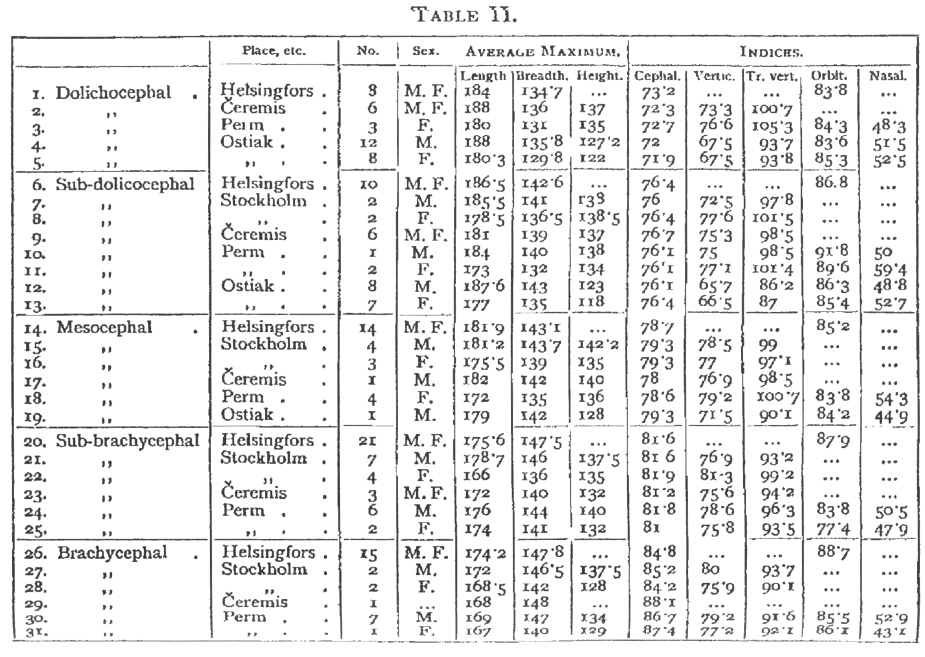 TABLE II.
Place, etc. No. Sex. AVERAGE MAXIMUM. INDICES.
Length Breadth. Height. Cephal. Vertic. Tr. vert. Orbit. Nasal.
1. Dolichocephal . Helsingfors . 8 M. F. 184 134·7 ... 73·2 ... ... 83·8 ...
2. ,, Čeremis 6 M. F. 188 136 137 72·3 73·3 100·7 ... ...
3. ,, Perm . . 3 F. 180 131 135 72·7 76·6 105·3 84·3 48·3
4. ,, Ostiak . . 12 M. 188 135·8 127·2 72 67·5 93·7 83·6 51·5
5. ,, ,, . . 8 F. 180·3 129·8 122 71·9 67·5 93·8 85·3 52·5
6. Sub-dolicocephal Helsingfors . 10 M. F. 186·5 142·6 ... 76·4 ... ... 86.8 ...
7. ,, Stockholm . 2 M. 185·5 141 138 76 72·5 97·8 ... ...
8. ,, ,, . 2 F. 178·5 136·5 138·5 76·4 77·6 101·5 ... ...
9. ,, Čeremis . 6 M. F. 181 139 137 76·7 75·3 98·5 ... ...
10. ,, Perm . . 1 M. 184 140 138 76·1 75 98·5 91·8 50
11. ,, ,, . . 2 F. 173 132 134 76·1 77·1 101·4 89·6 59·4
12. ,, Ostiak . . 8 M. 187·6 143 123 76·1 65·7 86·2 86·3 48·8
13. ,, ,, . . 7 F. 177 135 118 76·4 66·5 87 85·4 52·7
14. Mesocephal . Helsingfors . 14 M. F. 181·9 143·1 ... 78·7 ... ... 85·2 ...
15. ,, Stockholm . 4 M. 181·2 143·7 142·2 79·3 78·5 99 ... ...
16. ,, ,, . 3 F. 175·5 139 135 79·3 77 97·1 ... ...
17. ,, Čeremis . 1 M. 182 142 140 78 76·9 98·5 ... ...
18. ,, Perm . . 4 F. 172 135 136 78·6 79·2 100·7 83·8 54·3
19. ,, Ostiak . . 1 M. 179 142 128 79·3 71·5 90·1 84·2 44·9
20. Sub-brachycephal Helsingfors . 21 M. F. 175·6 147·5 ... 81·6 ... ... 87·9 ...
21. ,, Stockholm . 7 M. 178·7 146 137·5 81 6 76·9 93·2 ... ...
22. ,, ,, . 4 F. 166 136 135 81·9 81-3 99·2 ... ...
23. ,, Čeremis . 3 M. F. 172 140 132 81·2 75·6 94·2 ... ...
24. ,, Perm . . 6 M. 176 144 140 81·8 78·6 96·3 83·8 50·5
25. ,, ,, . . 2 F. 174 141 132 81 75·8 93·5 77·4 47·9
26. Brachycephal . Helsingfors . 15 M. F. 174·2 147·8 ... 84·8 ... ... 88·7 ...
27. ,, Stockholm . 2 M. 172 146·5 137·5 85·2 80 93·7 ... ...
28. ,, ,, . 2 F. 168·5 142 128 84·2 75·9 90·1 ... ...
29. ,, Čeremis . 1 ... 168 148 ... 88·1 ... ... ... ...
30. ,, Perm . . 7 M. 169 147 134 86·7 79·2 91·6 85·5 52·9
31. ,, ,, . . 1 F. 167 140 129 87·4 77·2 92·1 86·1 43·1